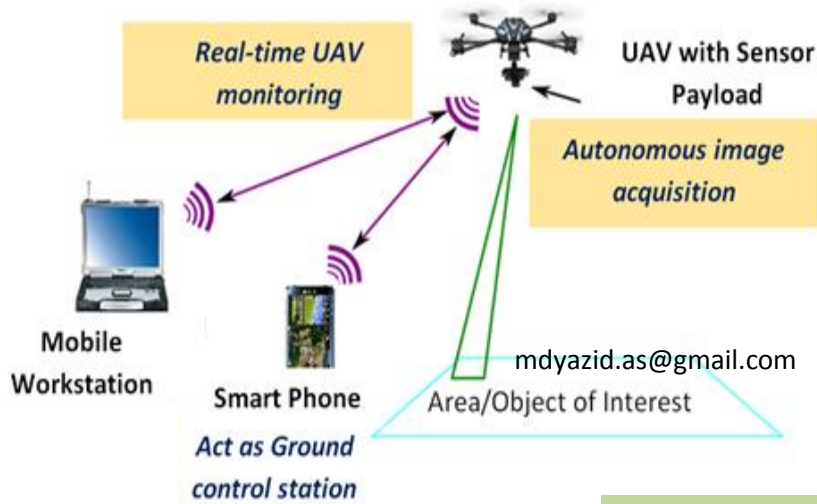 Real-time UAV
monitoring
UAV with Sensor
Payload
Autonomous image
acquisition
Mobile
Workstation
Smart Phone
Act as Ground
control station
mdyazid.as@gmail.com
Area/Object of Interest